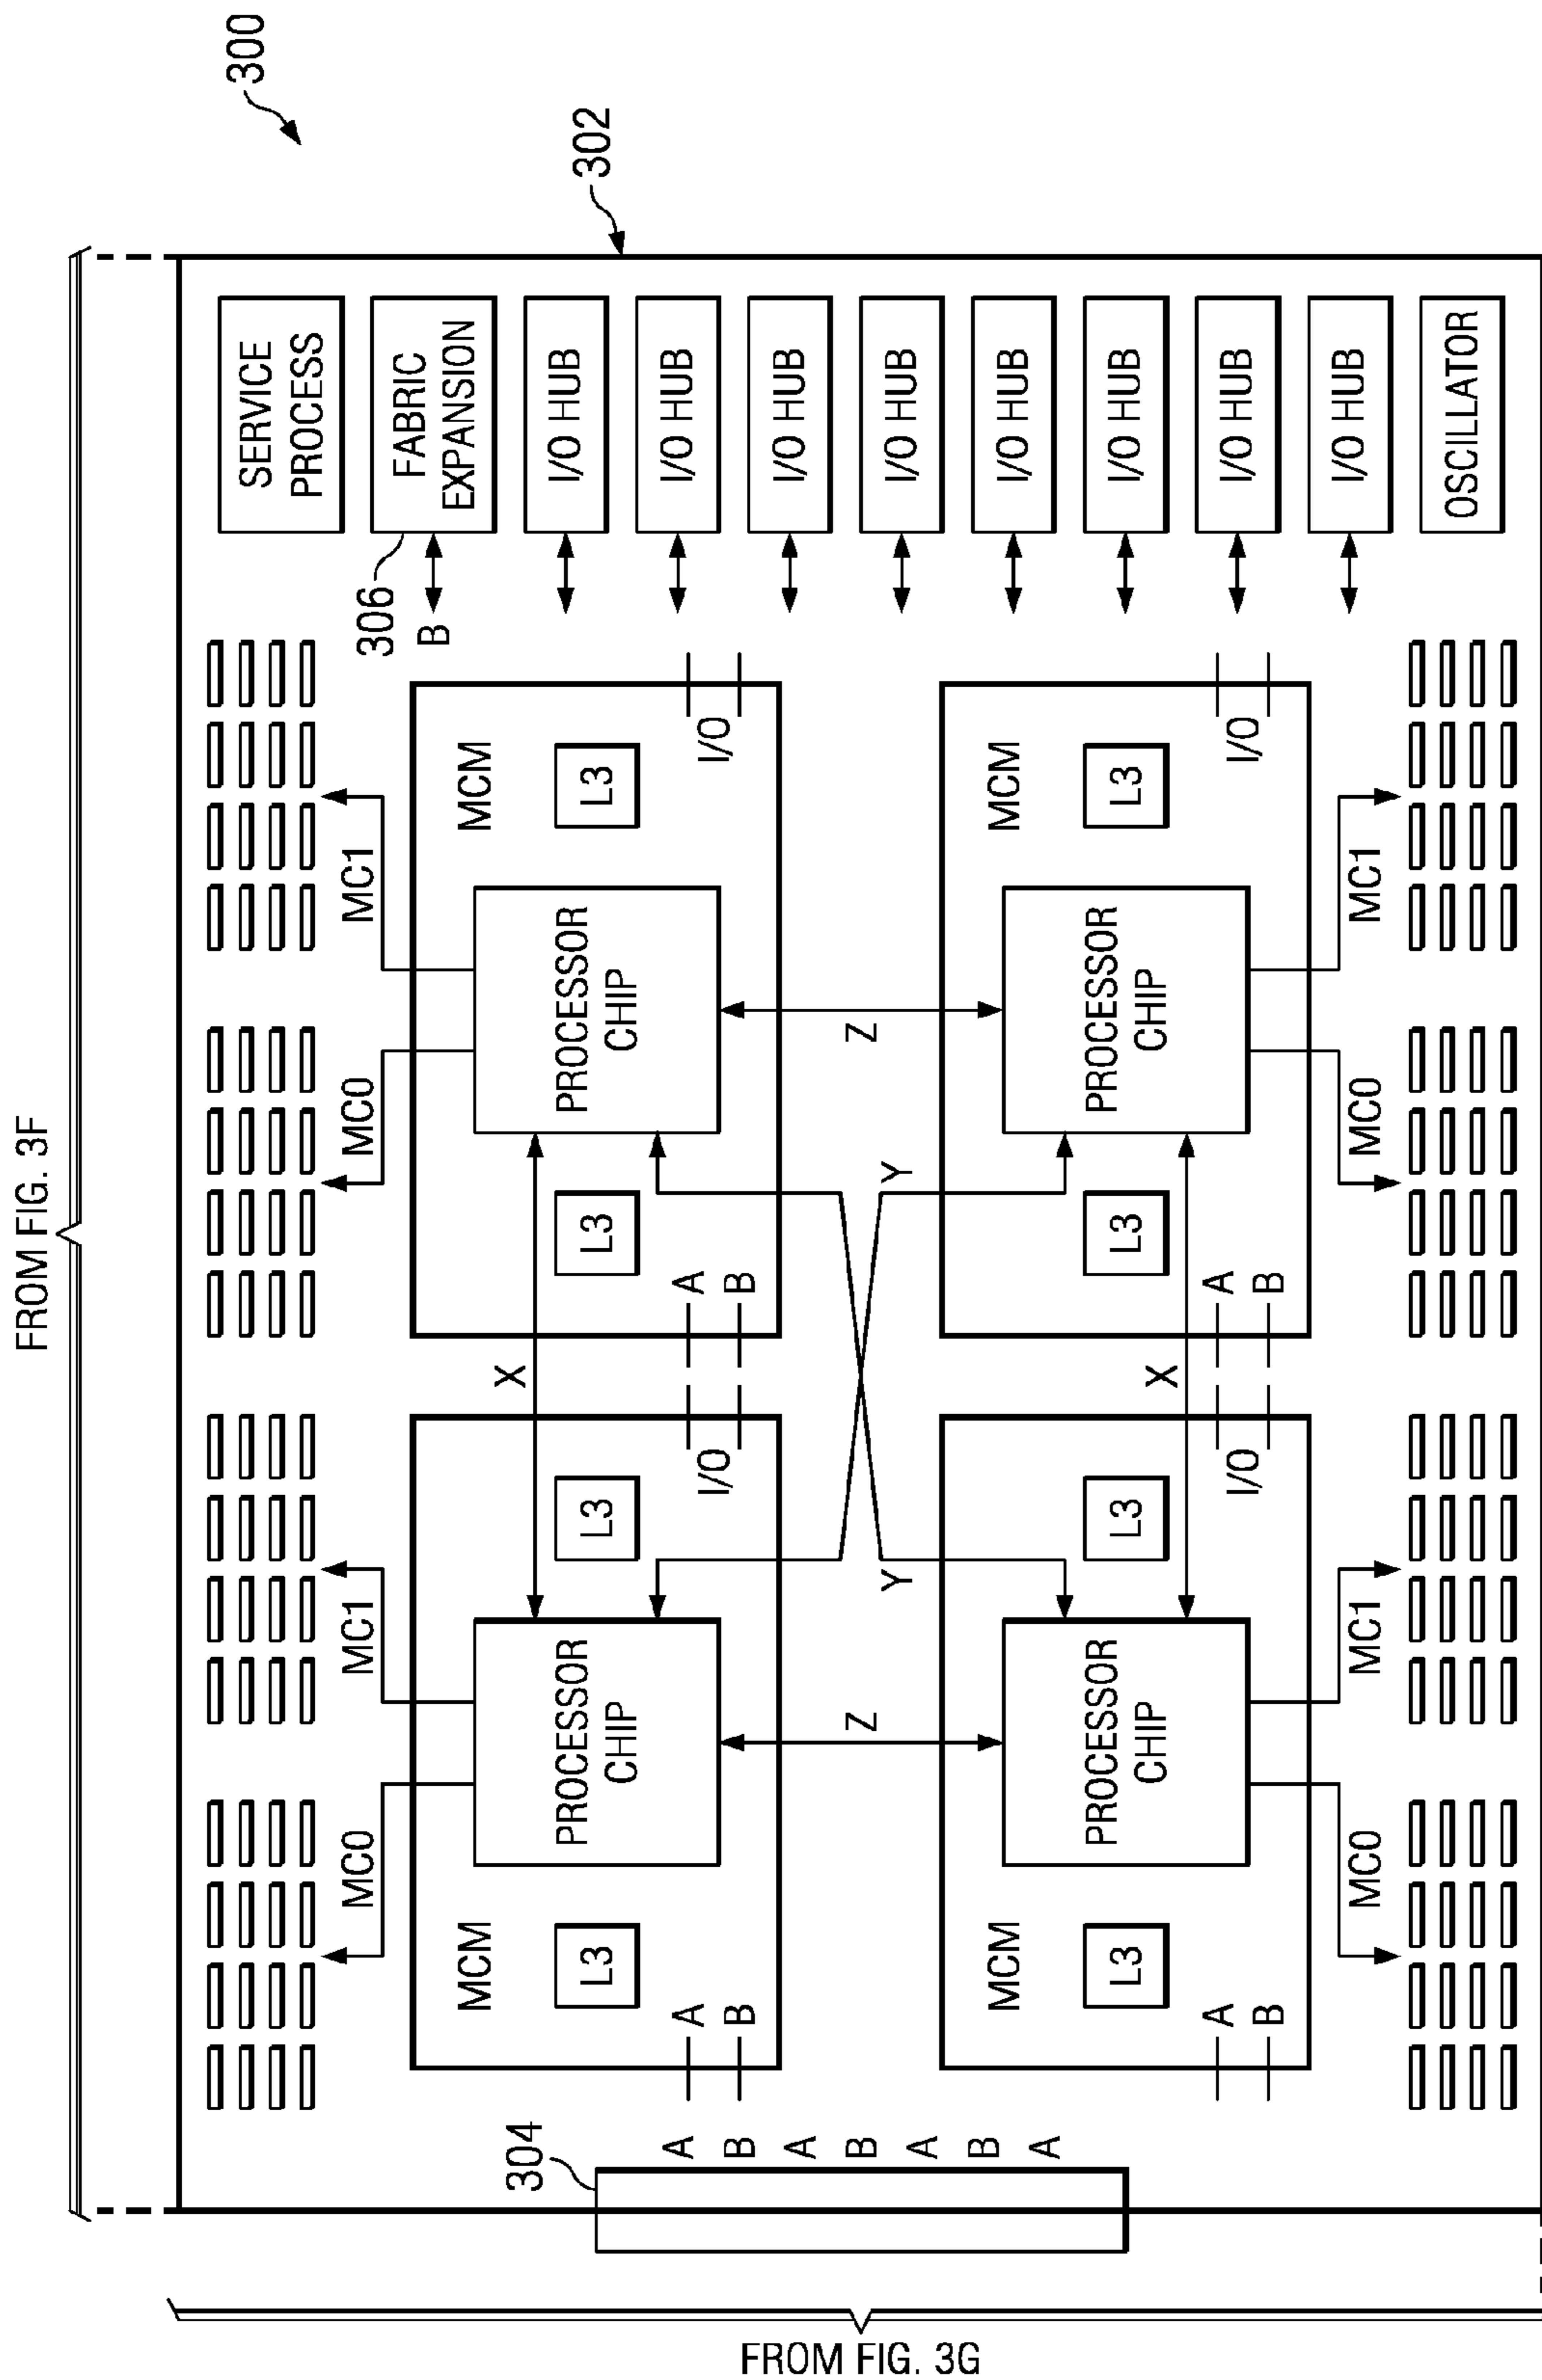 FROM FIG. 3F
300
302
SERVICE
PROCESS
FABRIC
EXPANSION
306
B
I/O HUB
I/O HUB
I/O HUB
I/O HUB
I/O HUB
I/O HUB
I/O HUB
I/O HUB
OSCILLATOR
MC0
MC1
MC0
MC1
MCM
L3
PROCESSOR
CHIP
L3
A
B
I/O
X
MCM
L3
PROCESSOR
CHIP
L3
A
B
I/O
Z
Y
Y
Z
MCM
L3
PROCESSOR
CHIP
L3
A
B
I/O
X
MCM
L3
PROCESSOR
CHIP
L3
A
B
I/O
MC0
MC1
MC0
MC1
304
A
B
A
B
A
B
A
FROM FIG. 3G